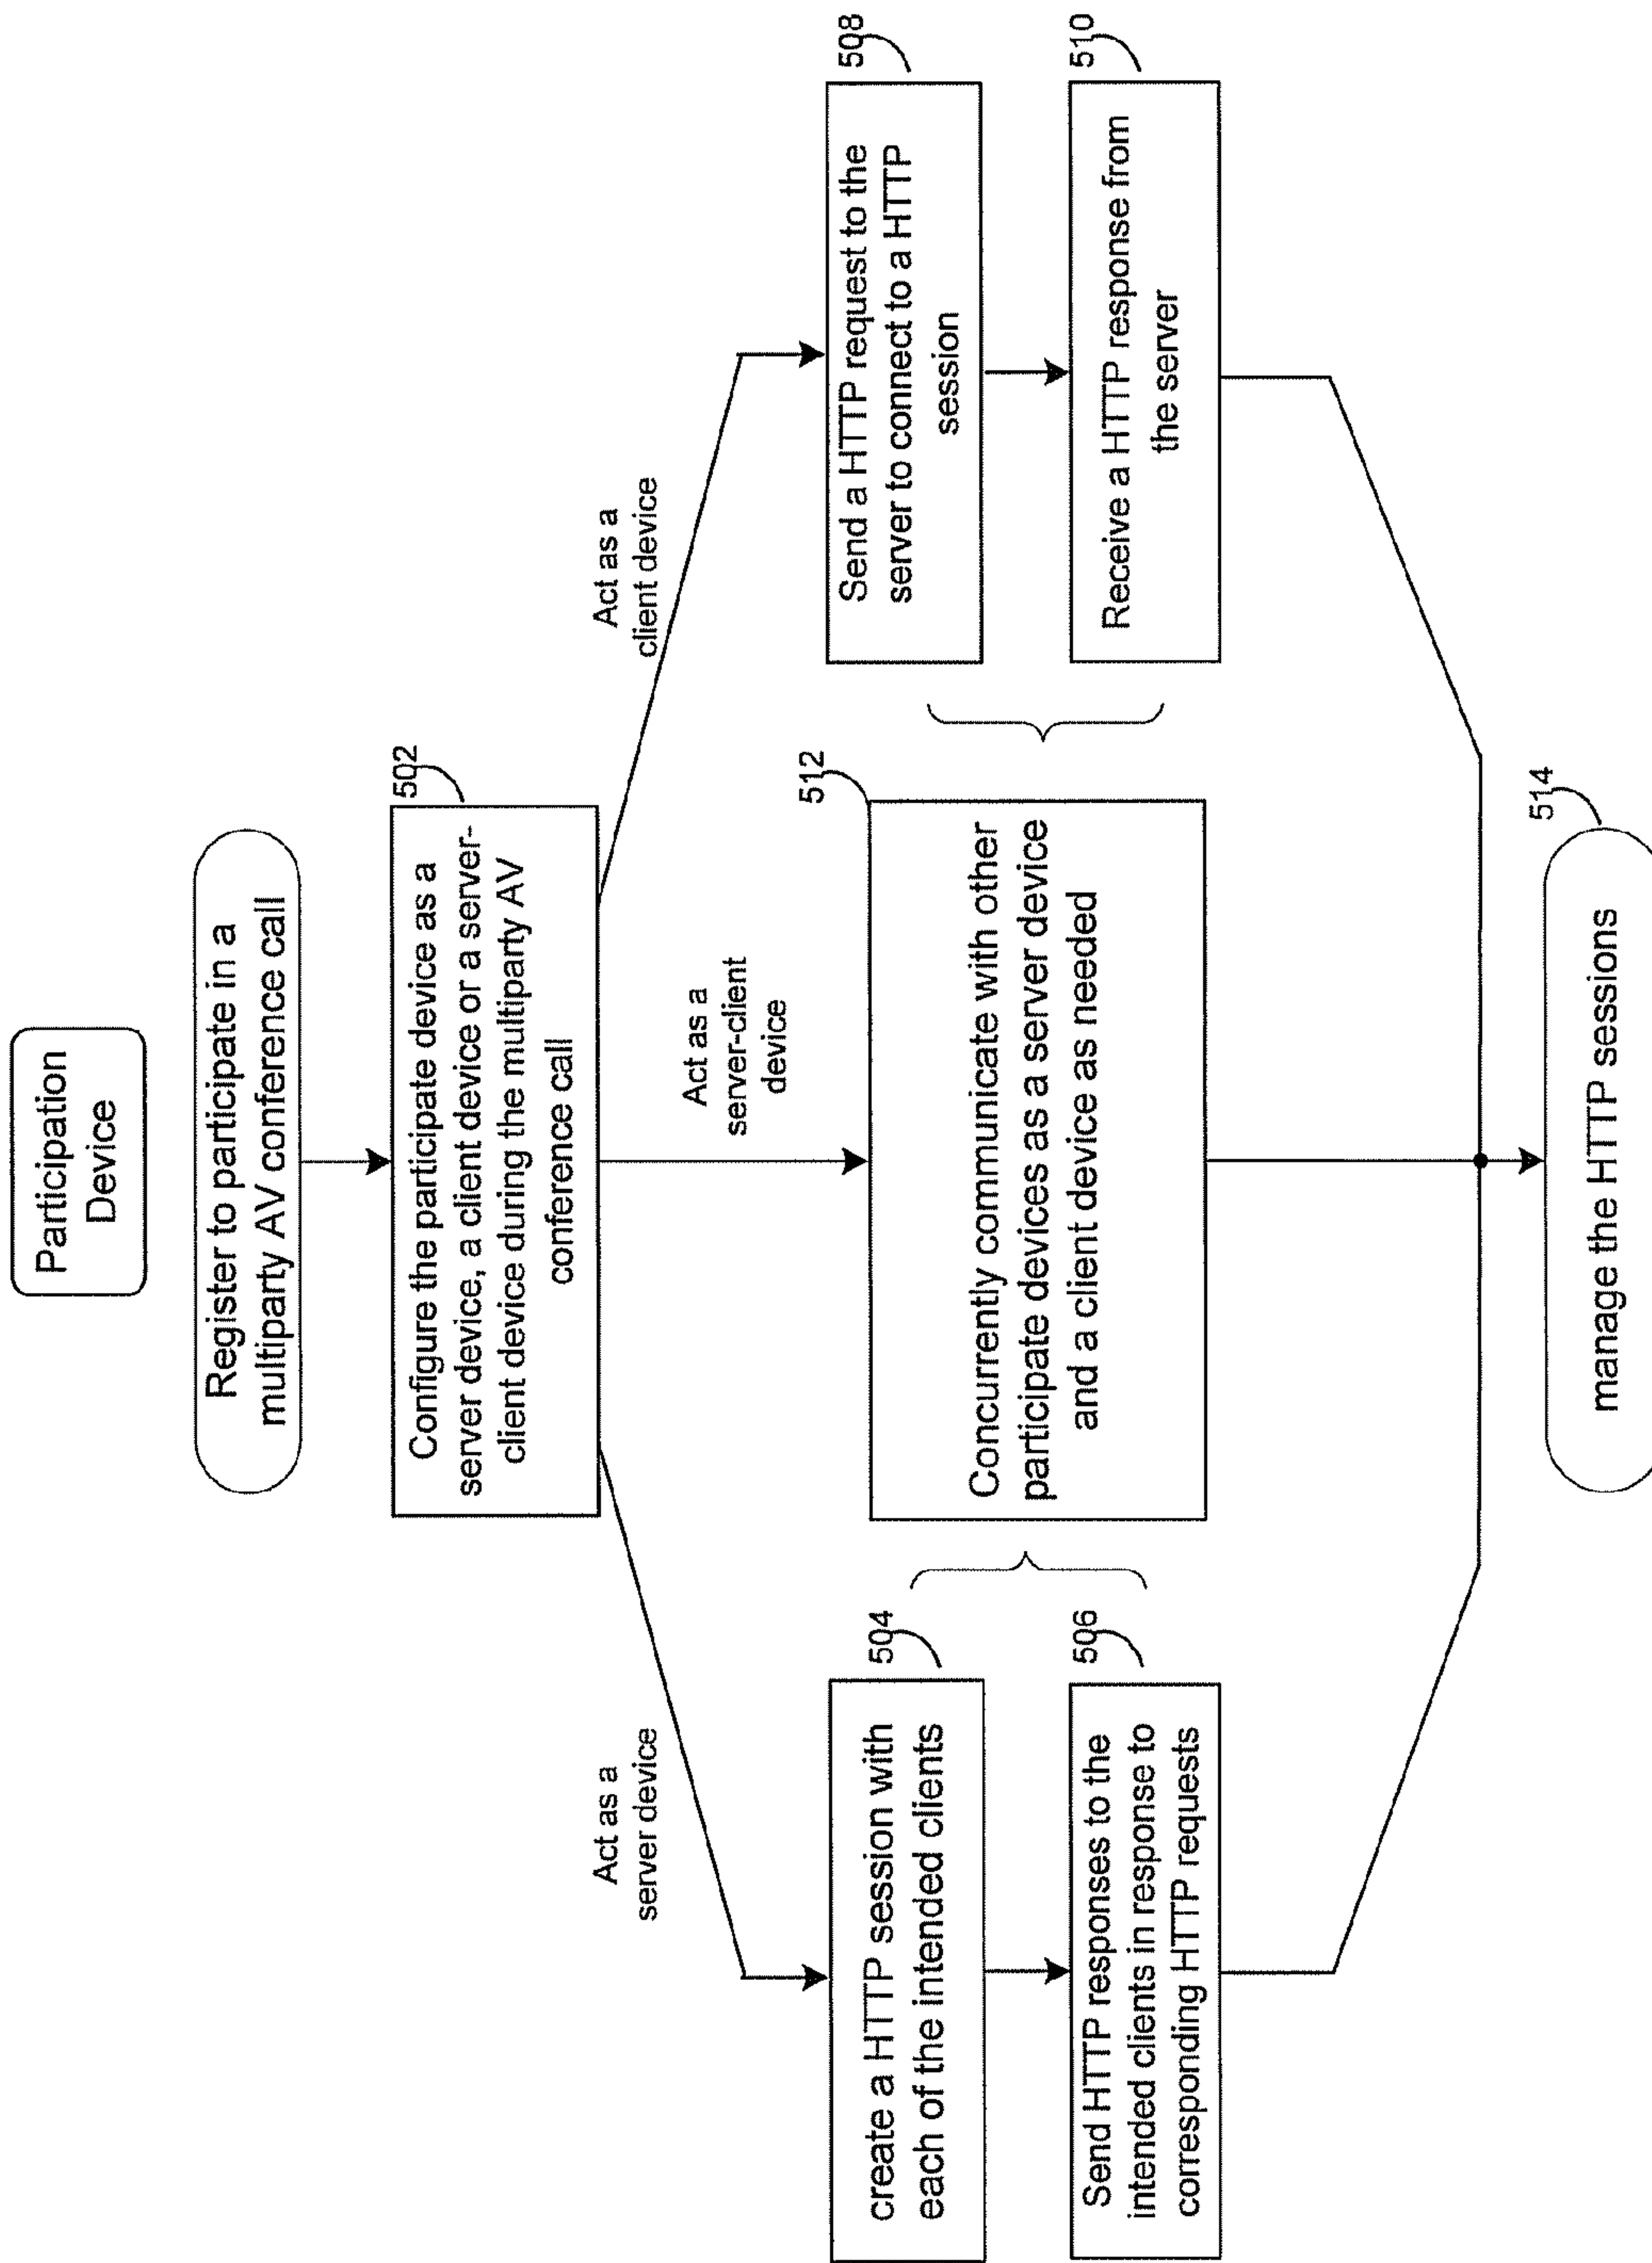 Participation
Device
Register to participate in a
multiparty AV conference call
502
Configure the participate device as a
server device, a client device or a server-
client device during the multiparty AV
conference call
Act as a
server device
Act as a
server-client
device
Act as a
client device
504
create a HTTP session with
each of the intended clients
506
Send HTTP responses to the
intended clients in response to
corresponding HTTP requests
512
Concurrently communicate with other
participate devices as a server device
and a client device as needed
508
Send a HTTP request to the
server to connect to a HTTP
session
510
Receive a HTTP response from
the server
514
manage the HTTP sessions